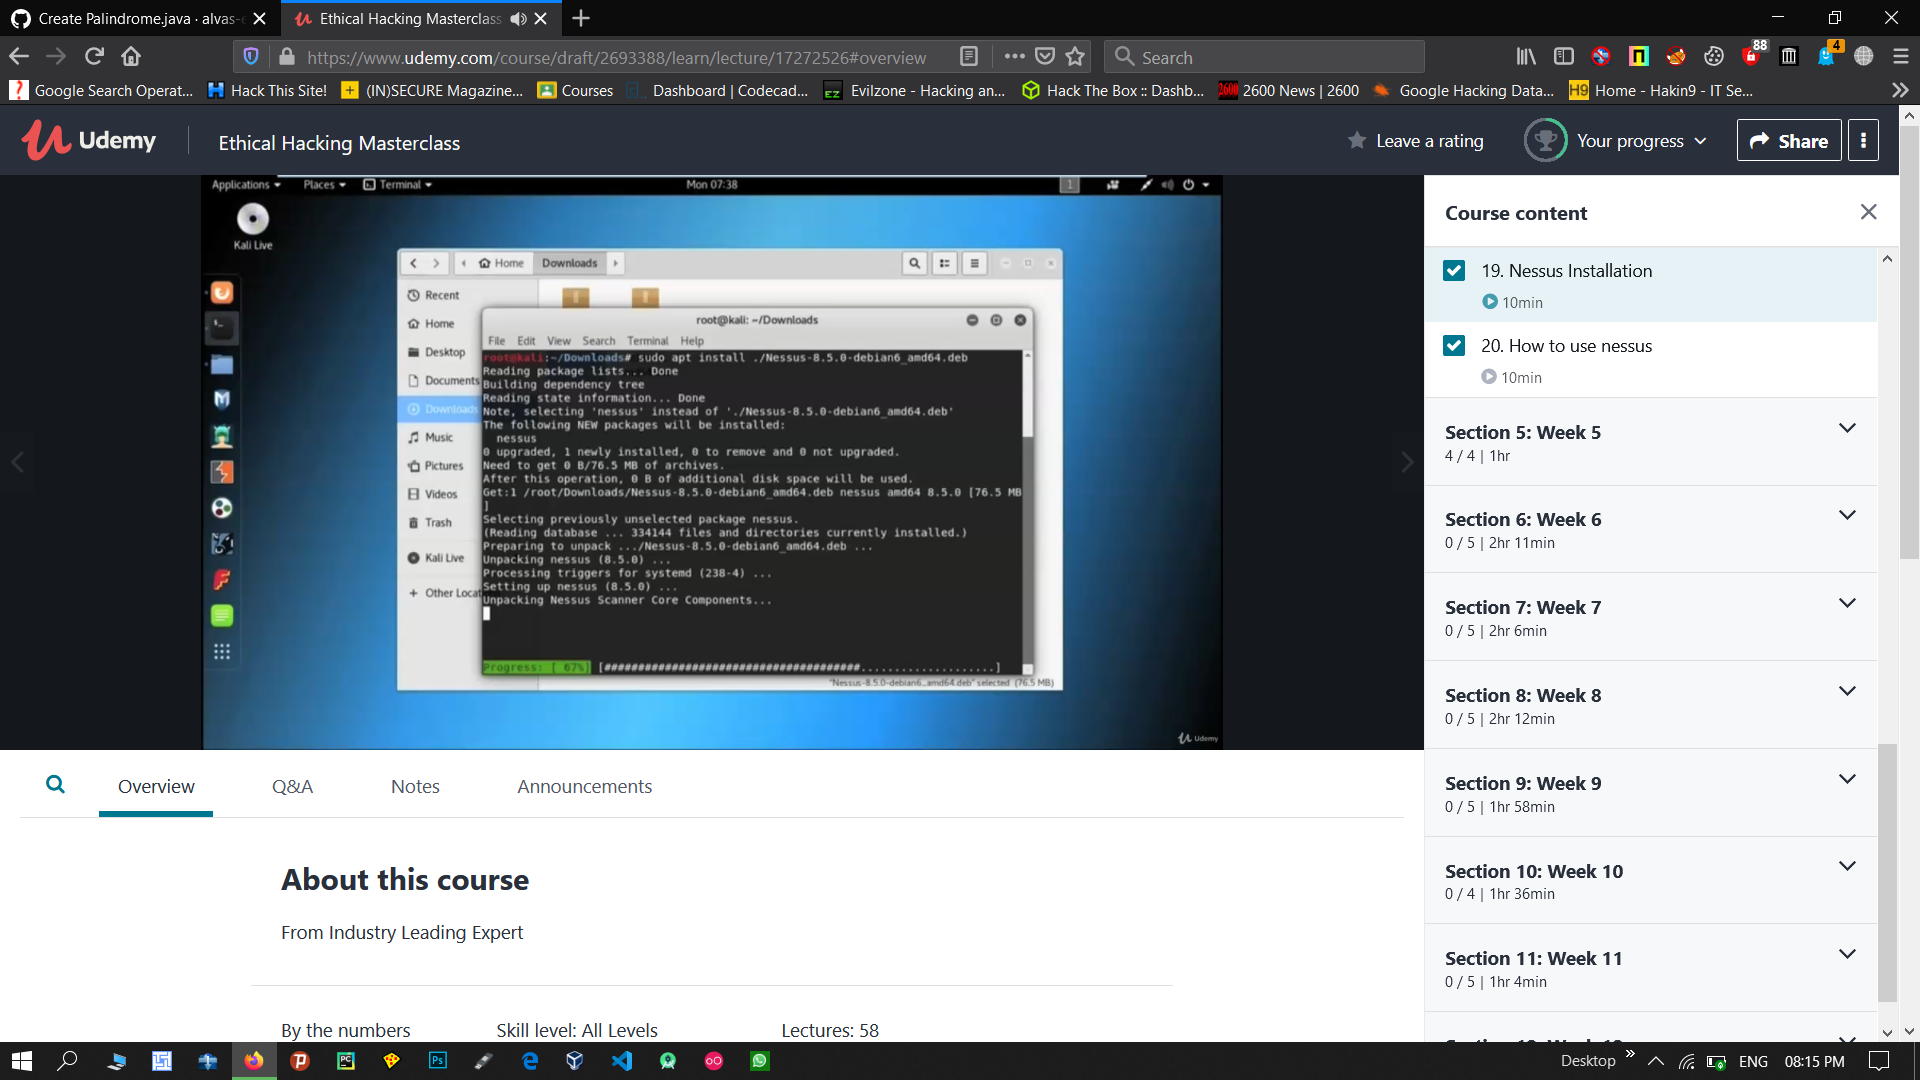 Create Palindrome.java · alvas-e
Ethical Hacking Masterclass
https://www.udemy.com/course/draft/2693388/learn/lecture/17272526#overview
Search
88
4
Google Search Operat...
Hack This Site!
(IN)SECURE Magazine...
Courses
Dashboard | Codecad...
Evilzone - Hacking an...
Hack The Box :: Dashb...
2600 News | 2600
Google Hacking Data...
Home - Hakin9 - IT Se...
Udemy
Ethical Hacking Masterclass
Leave a rating
Your progress
Share
Applications
Places
Terminal
Mon 07:38
1
Kali Live
Home
Downloads
Recent
Home
Desktop
Documents
Downloads
Music
Pictures
Videos
Trash
Kali Live
Other Locat
root@kali: ~/Downloads
File Edit View Search Terminal Help
root@kali:~/Downloads# sudo apt install ./Nessus-8.5.0-debian6_amd64.deb
Reading package lists... Done
Building dependency tree
Reading state information... Done
Note, selecting 'nessus' instead of './Nessus-8.5.0-debian6_amd64.deb'
The following NEW packages will be installed:
nessus
0 upgraded, 1 newly installed, 0 to remove and 0 not upgraded.
Need to get 0 B/76.5 MB of archives.
After this operation, 0 B of additional disk space will be used.
Get:1 /root/Downloads/Nessus-8.5.0-debian6_amd64.deb nessus amd64 8.5.0 [76.5 MB
]
Selecting previously unselected package nessus.
(Reading database ... 334144 files and directories currently installed.)
Preparing to unpack .../Nessus-8.5.0-debian6_amd64.deb ...
Unpacking nessus (8.5.0) ...
Processing triggers for systemd (238-4) ...
Setting up nessus (8.5.0) ...
Unpacking Nessus Scanner Core Components...
Progress: [ 67%] [######################################....................]
"Nessus-8.5.0-debian6_amd64.deb" selected (76.5 MB)
Udemy
Course content
19. Nessus Installation
10min
20. How to use nessus
10min
Section 5: Week 5
4 / 4 | 1hr
Section 6: Week 6
0 / 5 | 2hr 11min
Section 7: Week 7
0 / 5 | 2hr 6min
Section 8: Week 8
0 / 5 | 2hr 12min
Section 9: Week 9
0 / 5 | 1hr 58min
Section 10: Week 10
0 / 4 | 1hr 36min
Section 11: Week 11
0 / 5 | 1hr 4min
Overview
Q&A
Notes
Announcements
About this course
From Industry Leading Expert
By the numbers
Skill level: All Levels
Lectures: 58
Desktop
ENG
08:15 PM